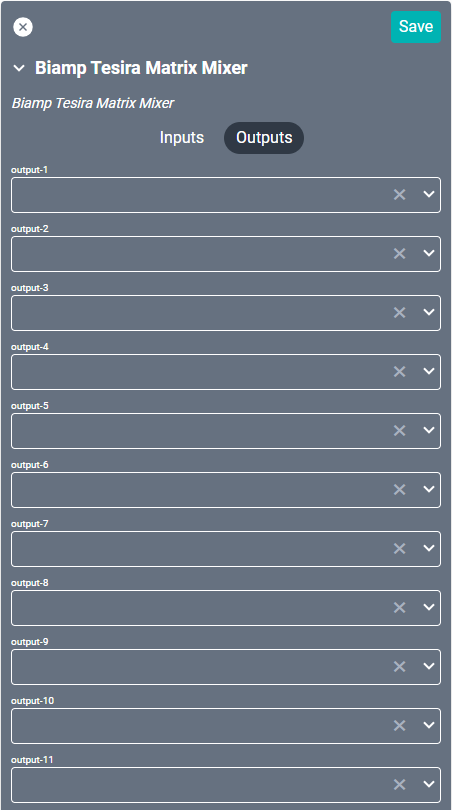 Save
Biamp Tesira Matrix Mixer
Biamp Tesira Matrix Mixer
Inputs Outputs
output-1
output-2
output-3
output-4
output-5
output-6
output-7
output-8
output-9
output-10
output-11